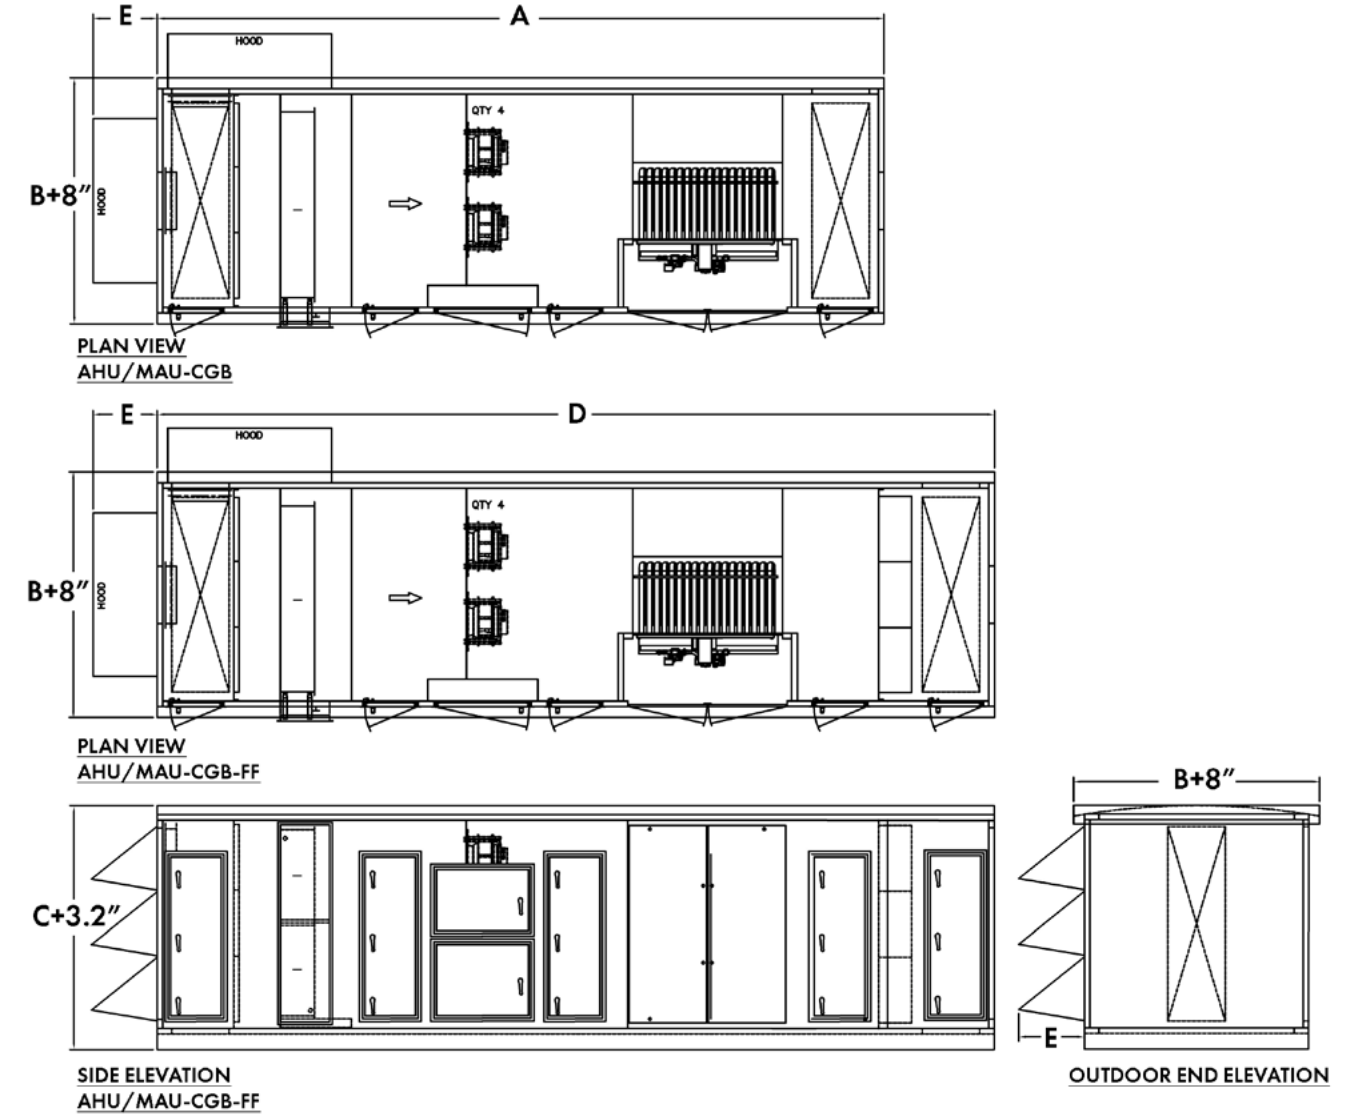 E
A
HOOD
QTY 4
B+8”
HOOD
PLAN VIEW
AHU/MAU-CGB
E
D
HOOD
QTY 4
B+8”
HOOD
PLAN VIEW
AHU/MAU-CGB-FF
B+8”
C+3.2”
E
SIDE ELEVATION
AHU/MAU-CGB-FF
OUTDOOR END ELEVATION